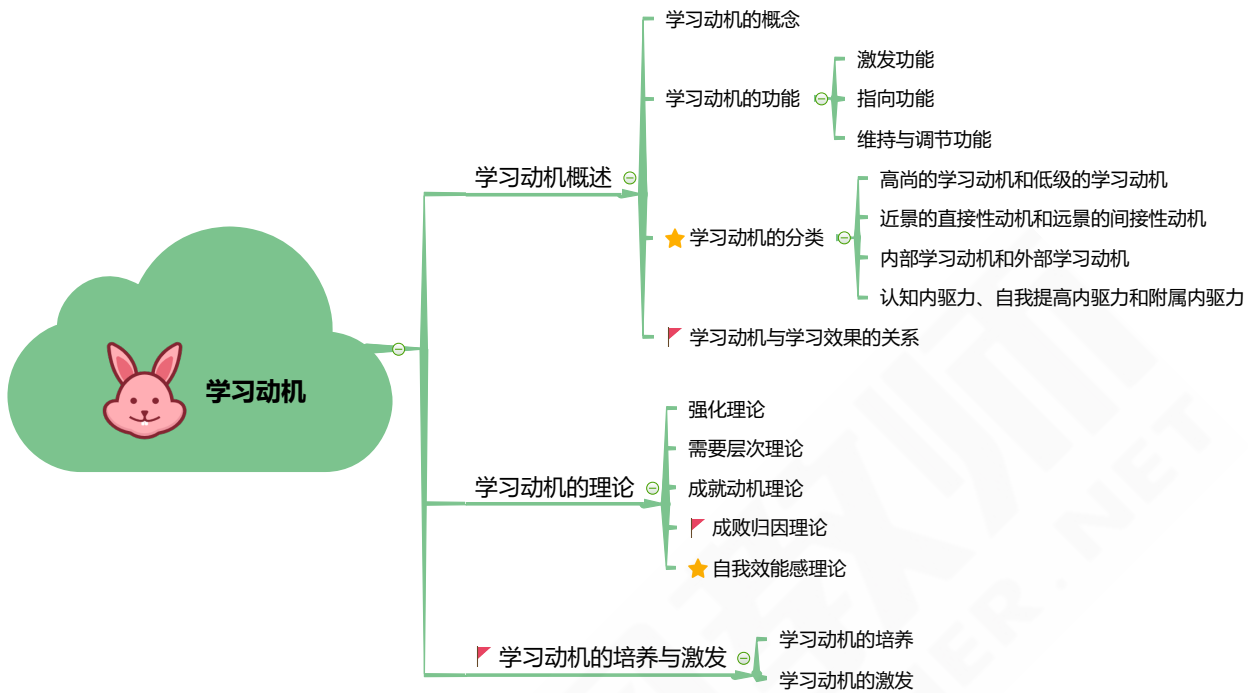 学习动机
学习动机概述
学习动机的概念
学习动机的功能
激发功能
指向功能
维持与调节功能
学习动机的分类
高尚的学习动机和低级的学习动机
近景的直接性动机和远景的间接性动机
内部学习动机和外部学习动机
认知内驱力、自我提高内驱力和附属内驱力
学习动机与学习效果的关系
学习动机的理论
强化理论
需要层次理论
成就动机理论
成败归因理论
自我效能感理论
学习动机的培养与激发
学习动机的培养
学习动机的激发